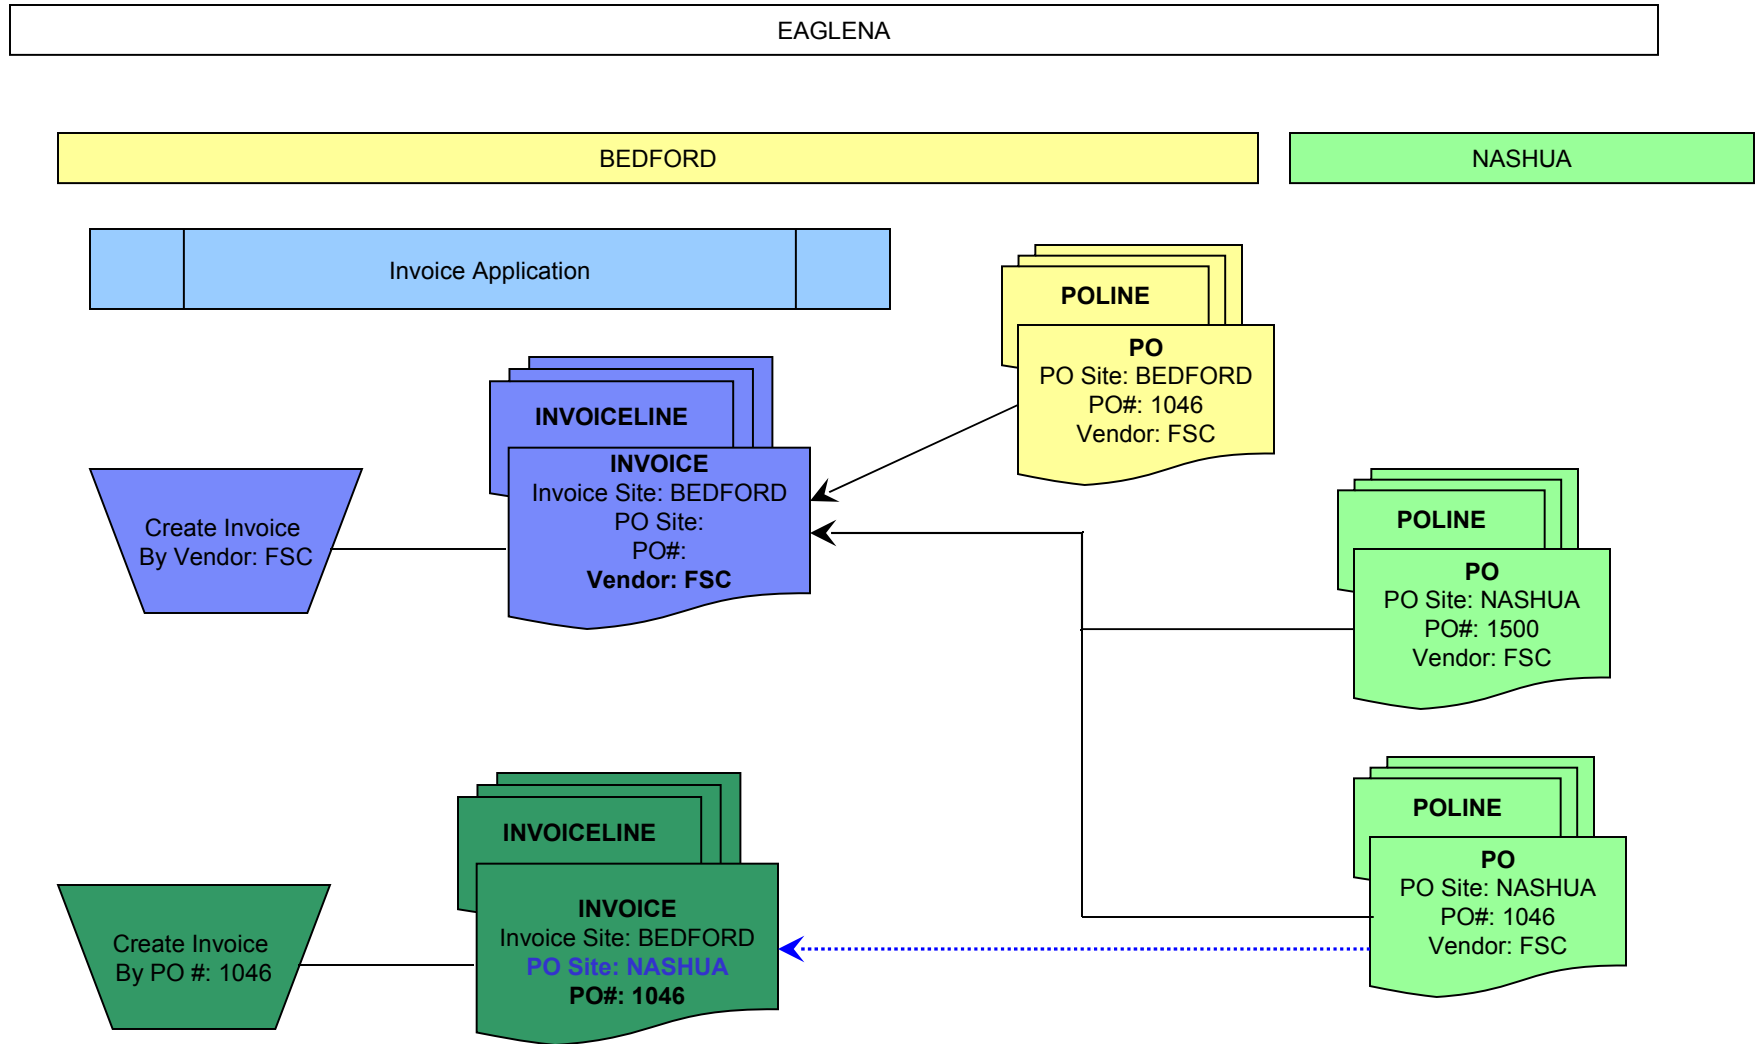 EAGLENA
BEDFORD
NASHUA
Invoice Application
POLINE
PO
PO Site: BEDFORD
PO#: 1046
Vendor: FSC
INVOICELINE
INVOICE
Invoice Site: BEDFORD
PO Site:
PO#:
Vendor: FSC
Create Invoice
By Vendor: FSC
POLINE
PO
PO Site: NASHUA
PO#: 1500
Vendor: FSC
POLINE
PO
PO Site: NASHUA
PO#: 1046
Vendor: FSC
INVOICELINE
INVOICE
Invoice Site: BEDFORD
PO Site: NASHUA
PO#: 1046
Create Invoice
By PO #: 1046